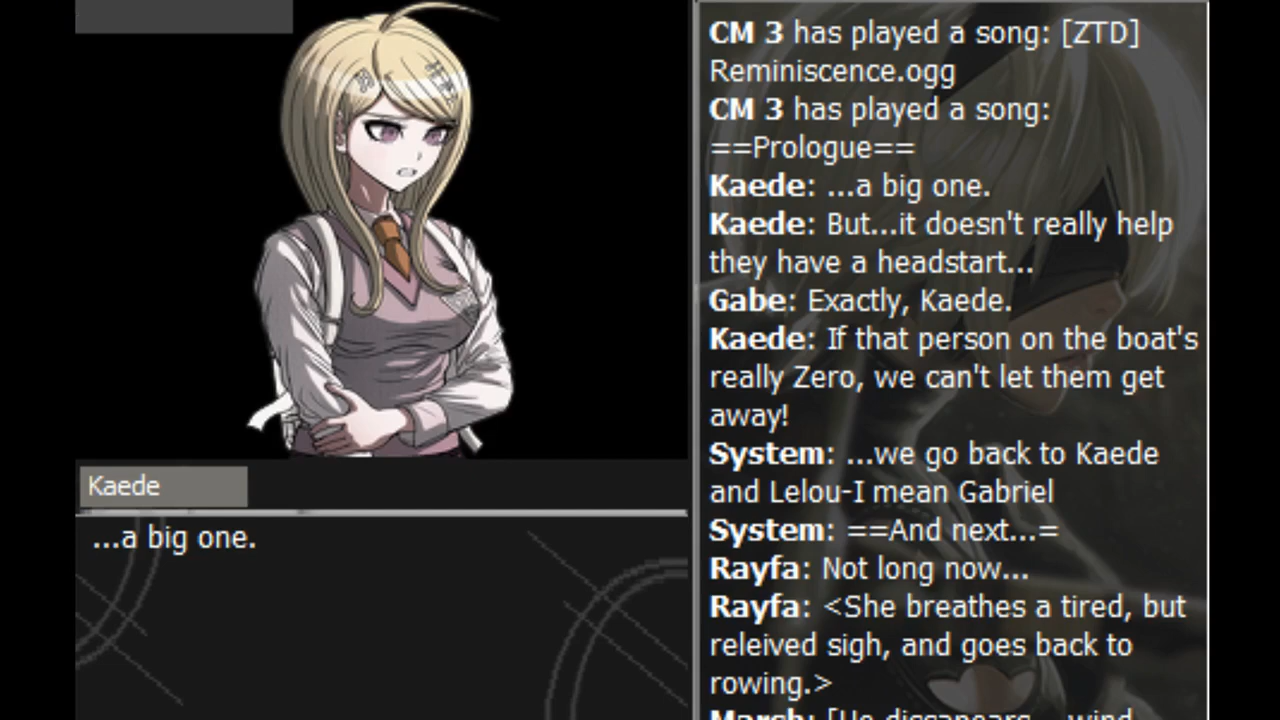 Kaede
...a big one.
CM 3 has played a song: [ZTD]
Reminiscence.ogg
CM 3 has played a song:
==Prologue==
Kaede: ...a big one.
Kaede: But...it doesn't really help
they have a headstart...
Gabe: Exactly, Kaede.
Kaede: If that person on the boat's
really Zero, we can't let them get
away!
System: ...we go back to Kaede
and Lelou-I mean Gabriel
System: ==And next...=
Rayfa: Not long now...
Rayfa: <She breathes a tired, but
releived sigh, and goes back to
rowing.>